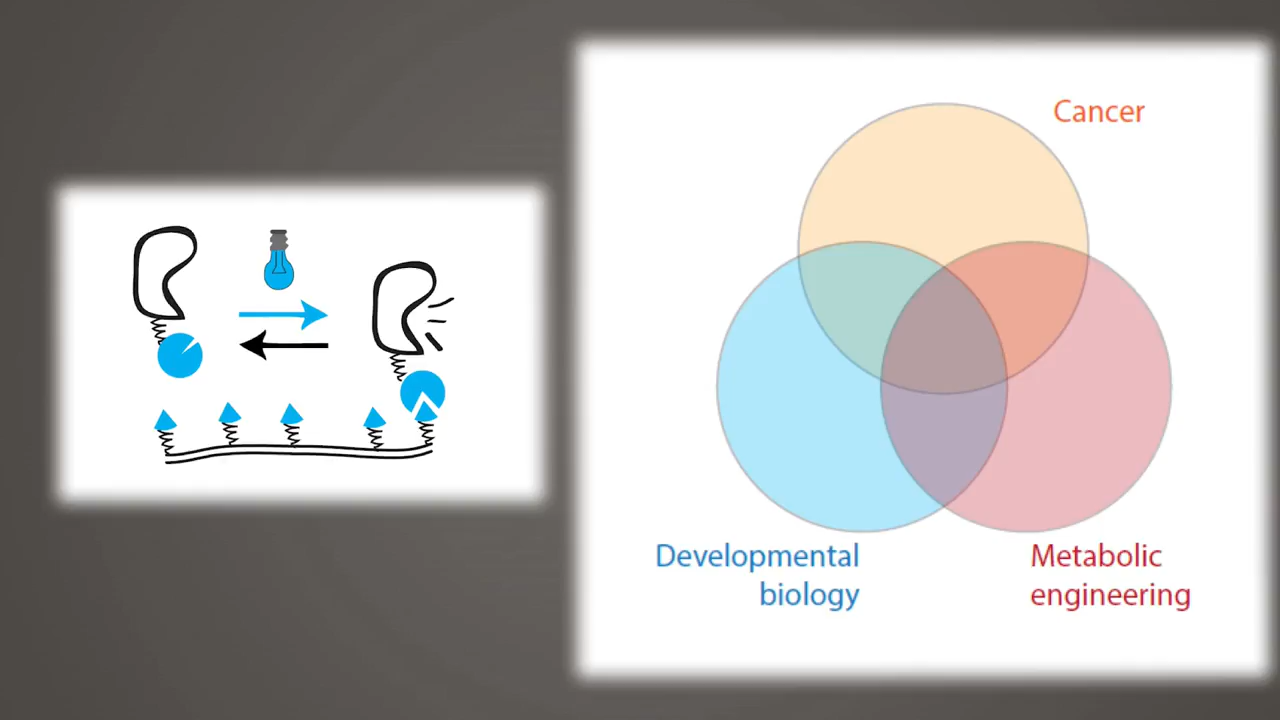 Cancer
Developmental
biology
Metabolic
engineering